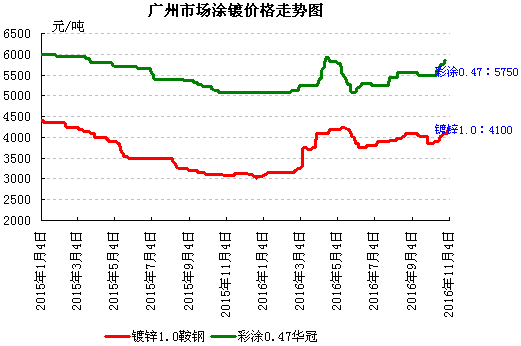 广州市场涂镀价格走势图
元/吨
6500
6000
5500
5000
4500
4000
3500
3000
2500
2000
彩涂0.47：5750
镀锌1.0：4100
2015年1月4日
2015年3月4日
2015年5月4日
2015年7月4日
2015年9月4日
2015年11月4日
2016年1月4日
2016年3月4日
2016年5月4日
2016年7月4日
2016年9月4日
2016年11月4日
镀锌1.0鞍钢
彩涂0.47华冠